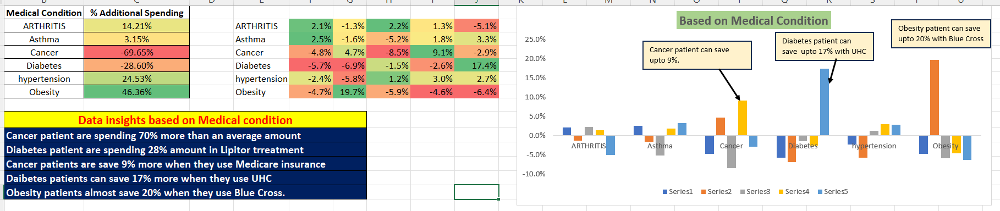 B C D E F G H I J K L M N O P Q R S T U
Medical Condition % Additional Spending
ARTHRITIS 14.21% ARTHRITIS 2.1% -1.3% 2.2% 1.3% -5.1%
Asthma 3.15% Asthma 2.5% -1.6% -5.2% 1.8% 3.3%
Cancer -69.65% Cancer -4.8% 4.7% -8.5% 9.1% -2.9%
Diabetes -28.60% Diabetes -5.7% -6.9% -1.5% -2.6% 17.4%
hypertension 24.53% hypertension -2.4% -5.8% 1.2% 3.0% 2.7%
Obesity 46.36% Obesity -4.7% 19.7% -5.9% -4.6% -6.4%
Data insights based on Medical condition
Cancer patient are spending 70% more than an average amount
Diabetes patient are spending 28% amount in Lipitor trreatment
Cancer patients are save 9% more when they use Medicare insurance
Daibetes patients can save 17% more when they use UHC
Obesity patients almost save 20% when they use Blue Cross.
Based on Medical Condition
Cancer patient can save
upto 9%.
Diabetes patient can
save upto 17% with UHC
Obesity patient can save
upto 20% with Blue Cross
25.0%
20.0%
15.0%
10.0%
5.0%
0.0%
-5.0%
-10.0%
ARTHRITIS Asthma Cancer Diabetes hypertension Obesity
Series1 Series2 Series3 Series4 Series5